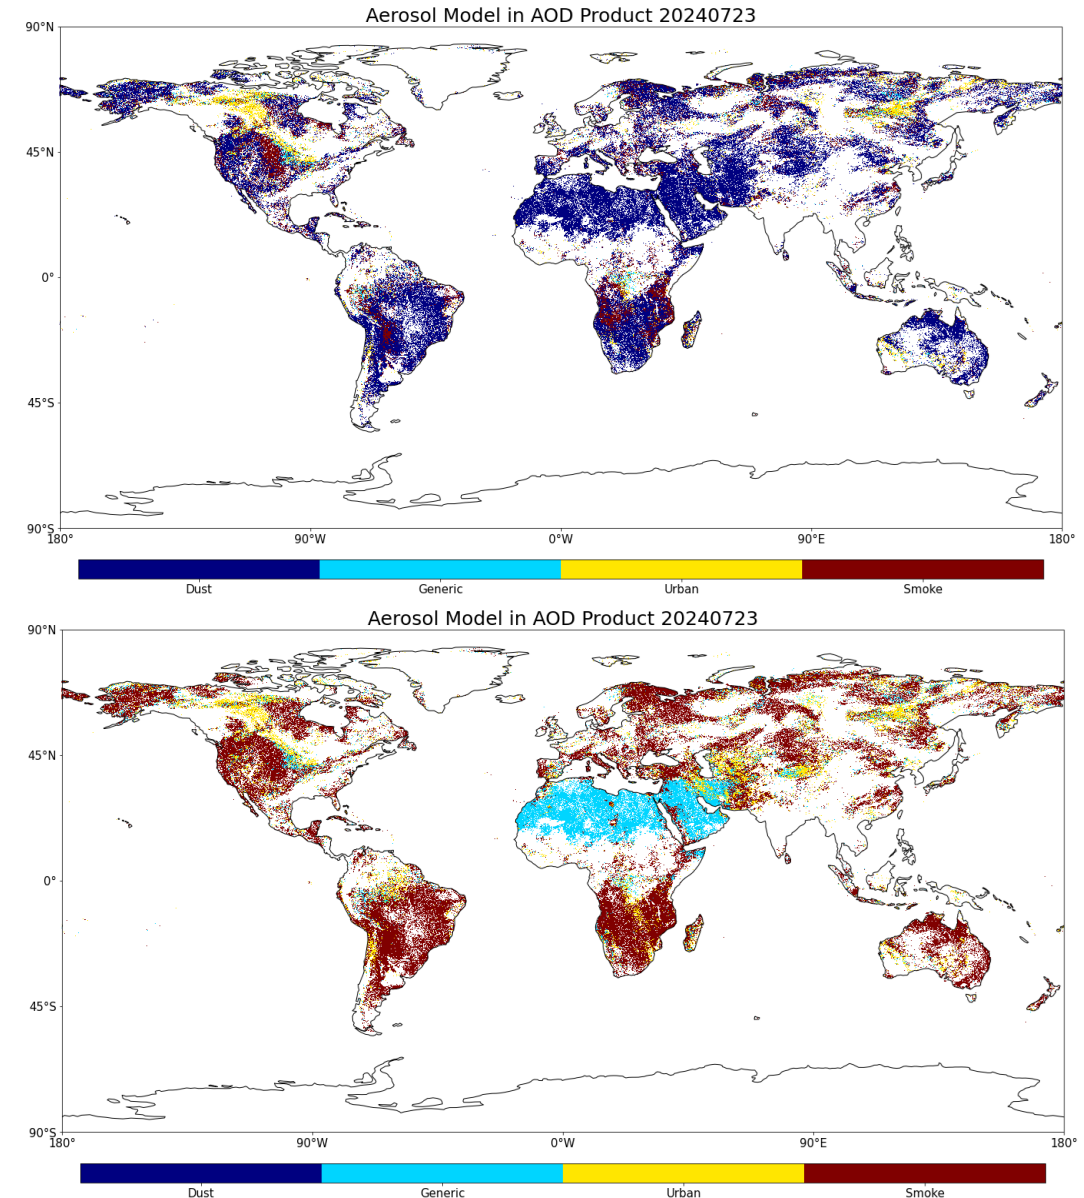 Aerosol Model in AOD Product 20240723
90°N
45°N
0°
45°S
90°S
180°
90°W
0°W
90°E
180°
Dust
Generic
Urban
Smoke
Aerosol Model in AOD Product 20240723
90°N
45°N
0°
45°S
90°S
180°
90°W
0°W
90°E
180°
Dust
Generic
Urban
Smoke